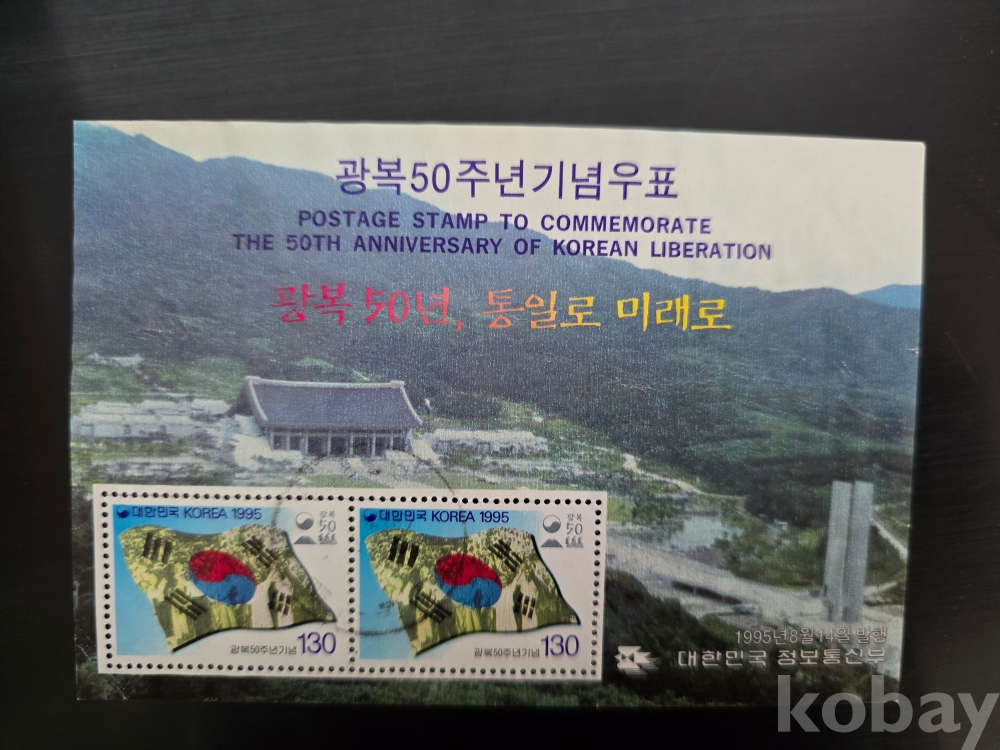 광복50주년기념우표
POSTAGE STAMP TO COMMEMORATE
THE 50TH ANNIVERSARY OF KOREAN LIBERATION
광복 50년, 통일로 미래로
대한민국 KOREA 1995
광복
50
광복50주년기념 130
대한민국 KOREA 1995
광복
50
광복50주년기념 130
1995년8월14일 발행
대한민국 정보통신부
kobay